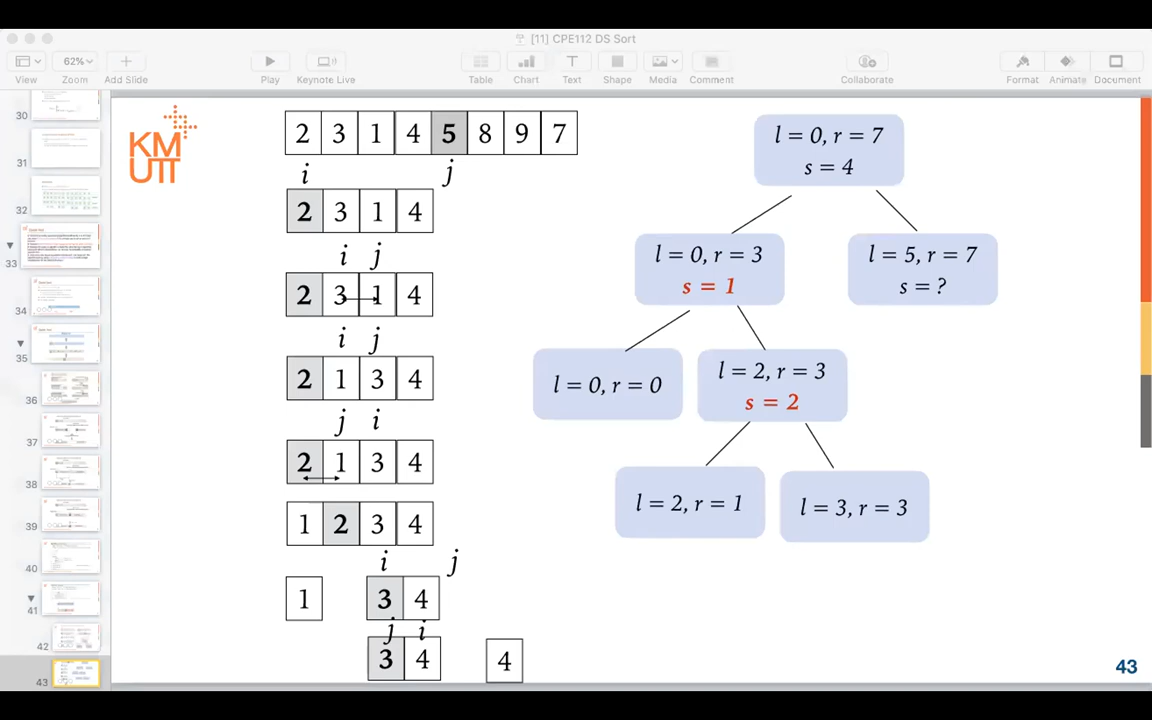 [11] CPE112 DS Sort
62%
View
Zoom
Add Slide
Play
Keynote Live
Table
Chart
Text
Shape
Media
Comment
Collaborate
Format
Animate
Document
30
31
32
33
34
35
36
37
38
39
40
41
42
43
KM
UTT
2 3 1 4 5 8 9 7
i j
2 3 1 4
i j
2 3 1 4
i j
2 1 3 4
j i
2 1 3 4
1 2 3 4
i j
1 3 4
j i
3 4 4
l = 0, r = 7
s = 4
l = 0, r = 3
s = 1
l = 5, r = 7
s = ?
l = 0, r = 0
l = 2, r = 3
s = 2
l = 2, r = 1
l = 3, r = 3
43